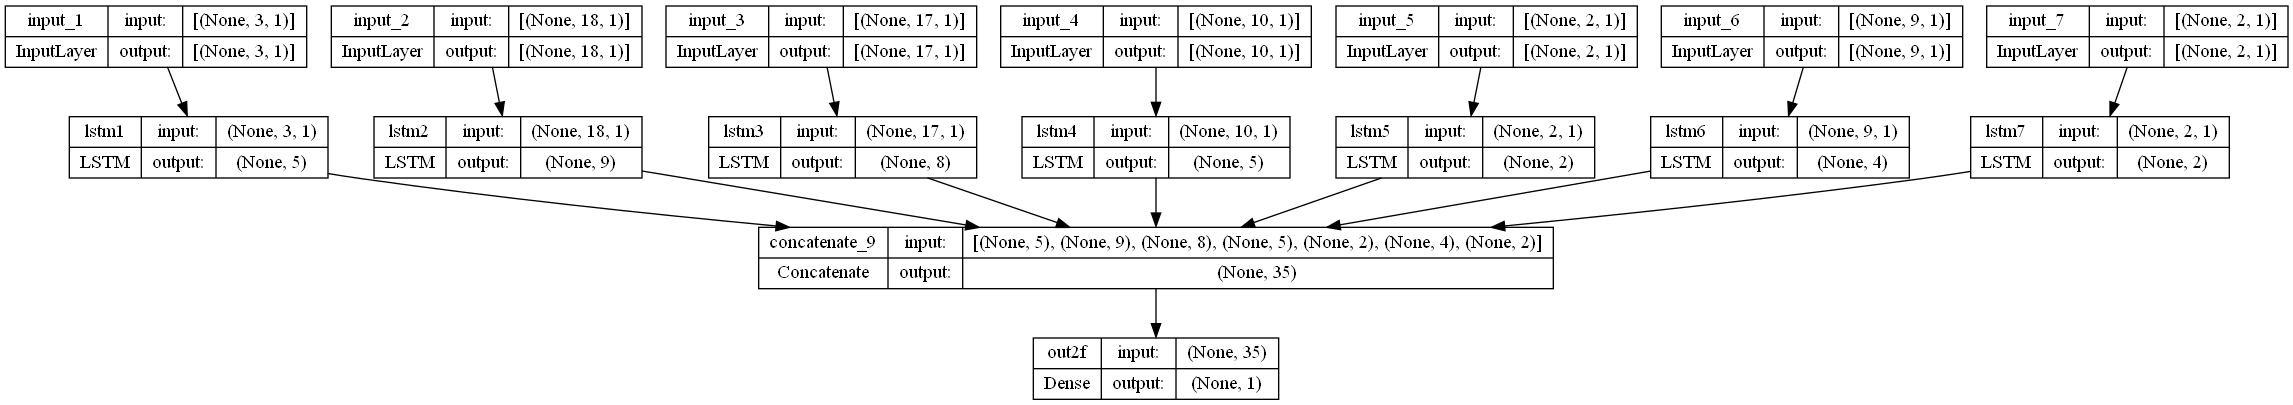 input_1 input: [(None, 3, 1)]
InputLayer output: [(None, 3, 1)]
input_2 input: [(None, 18, 1)]
InputLayer output: [(None, 18, 1)]
input_3 input: [(None, 17, 1)]
InputLayer output: [(None, 17, 1)]
input_4 input: [(None, 10, 1)]
InputLayer output: [(None, 10, 1)]
input_5 input: [(None, 2, 1)]
InputLayer output: [(None, 2, 1)]
input_6 input: [(None, 9, 1)]
InputLayer output: [(None, 9, 1)]
input_7 input: [(None, 2, 1)]
InputLayer output: [(None, 2, 1)]
lstm1 input: (None, 3, 1)
LSTM output: (None, 5)
lstm2 input: (None, 18, 1)
LSTM output: (None, 9)
lstm3 input: (None, 17, 1)
LSTM output: (None, 8)
lstm4 input: (None, 10, 1)
LSTM output: (None, 5)
lstm5 input: (None, 2, 1)
LSTM output: (None, 2)
lstm6 input: (None, 9, 1)
LSTM output: (None, 4)
lstm7 input: (None, 2, 1)
LSTM output: (None, 2)
concatenate_9 input: [(None, 5), (None, 9), (None, 8), (None, 5), (None, 2), (None, 4), (None, 2)]
Concatenate output: (None, 35)
out2f input: (None, 35)
Dense output: (None, 1)